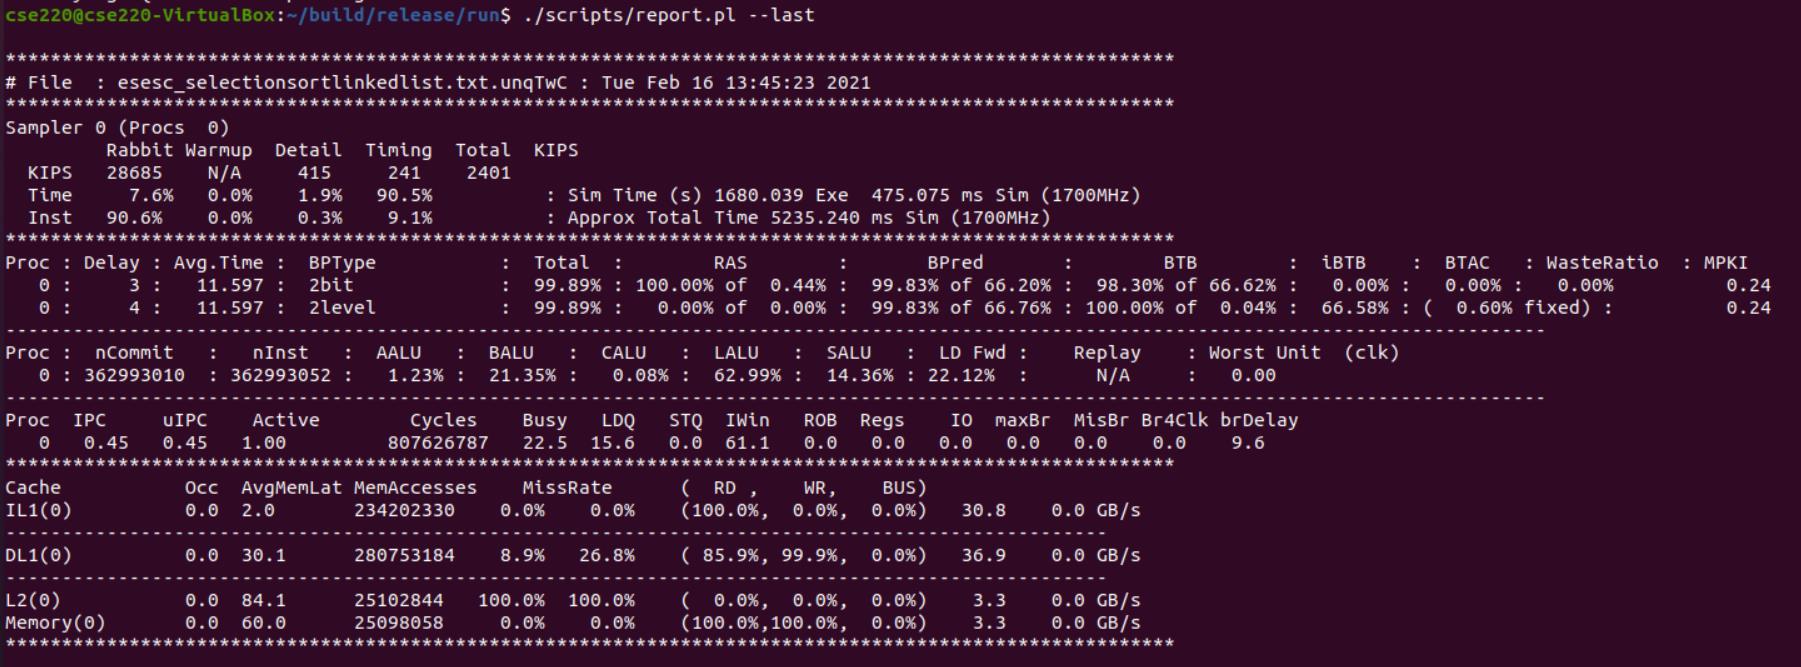 cse220@cse220-VirtualBox:~/build/release/run$ ./scripts/report.pl --last
********************************************************************************************************
# File  : esesc_selectionsortlinkedlist.txt.unqTwC : Tue Feb 16 13:45:23 2021
********************************************************************************************************
Sampler 0 (Procs  0)
         Rabbit Warmup  Detail  Timing  Total  KIPS
  KIPS   28685    N/A     415     241    2401
  Time     7.6%  0.0%    1.9%  90.5%          : Sim Time (s) 1680.039 Exe  475.075 ms Sim (1700MHz)
  Inst   90.6%   0.0%    0.3%   9.1%          : Approx Total Time 5235.240 ms Sim (1700MHz)
********************************************************************************************************
Proc : Delay : Avg.Time :  BPType           :  Total  :        RAS        :       BPred       :        BTB        :  iBTB   :  BTAC   : WasteRatio  : MPKI
   0 :     3 :   11.597 :  2bit             :  99.89% : 100.00% of  0.44% :  99.83% of 66.20% :  98.30% of 66.62% :   0.00% :   0.00% :   0.00%          0.24
   0 :     4 :   11.597 :  2level           :  99.89% :   0.00% of  0.00% :  99.83% of 66.76% : 100.00% of  0.04% :  66.58% : (  0.60% fixed) :          0.24
-----------------------------------------------------------------------------------------------------------------------------------------
Proc :  nCommit   :   nInst   :  AALU   :  BALU   :  CALU   :  LALU   :  SALU   :  LD Fwd :    Replay    : Worst Unit  (clk)
   0 : 362993010  : 362993052 :   1.23% :  21.35% :   0.08% :  62.99% :  14.36% : 22.12%  :      N/A     :   0.00
-----------------------------------------------------------------------------------------------------------------------------------------
Proc  IPC     uIPC    Active        Cycles    Busy   LDQ   STQ  IWin   ROB  Regs    IO  maxBr  MisBr Br4Clk brDelay
   0   0.45   0.45   1.00         807626787   22.5  15.6   0.0  61.1   0.0   0.0   0.0   0.0    0.0    0.0    9.6
********************************************************************************************************
Cache           Occ  AvgMemLat MemAccesses    MissRate      (  RD ,    WR,    BUS)
IL1(0)          0.0  2.0       234202330   0.0%    0.0%    (100.0%,  0.0%,  0.0%)   30.8    0.0 GB/s
--------------------------------------------------------------------------------------------------
DL1(0)          0.0  30.1      280753184    8.9%   26.8%   ( 85.9%, 99.9%,  0.0%)   36.9    0.0 GB/s
--------------------------------------------------------------------------------------------------
L2(0)           0.0  84.1      25102844  100.0%  100.0%    (  0.0%,  0.0%,  0.0%)    3.3    0.0 GB/s
Memory(0)       0.0  60.0      25098058    0.0%    0.0%    (100.0%,100.0%,  0.0%)    3.3    0.0 GB/s
********************************************************************************************************